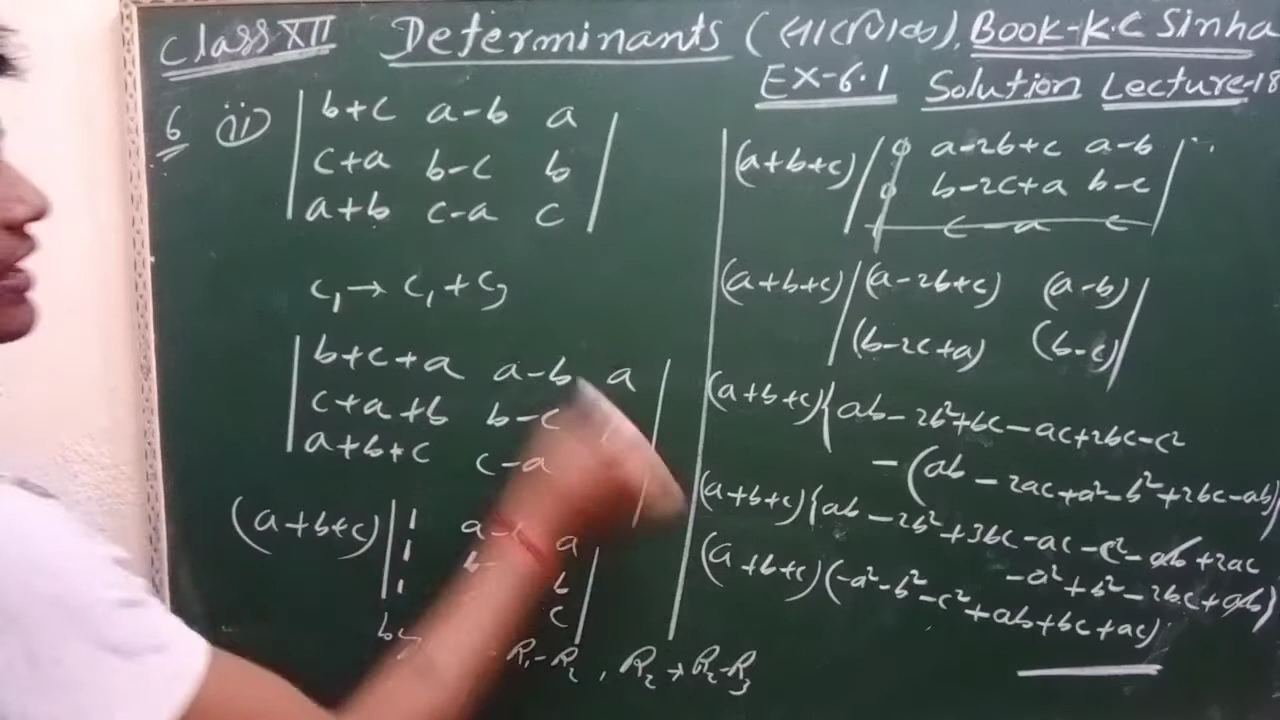 Class XII Determinants (सारणिक), Book-K.C Sinha
EX-6.1 Solution Lecture-18
6 (ii) | b+c a-b a |
| c+a b-c b |
| a+b c-a c |
C₁ → C₁ + C₃
| b+c+a a-b a |
| c+a+b b-c
| a+b+c c-a
(a+b+c) | 1 a- a |
| 1 b- b |
| 1 c |
by R₁-R₂ , R₂ → R₂-R₃
(a+b+c) | 0 a-2b+c a-b |
| 0 b-2c+a b-c |
| 1 c-a c |
(a+b+c) | (a-2b+c) (a-b) |
| (b-2c+a) (b-c) |
(a+b+c) { ab - 2b² + bc - ac + 2bc - c²
- (ab - 2ac + a² - b² + 2bc - ab)
(a+b+c) { ab - 2b² + 3bc - ac - c² - ab + 2ac
- a² + b² - 2bc + ab }
(a+b+c) (-a² - b² - c² + ab + bc + ac)